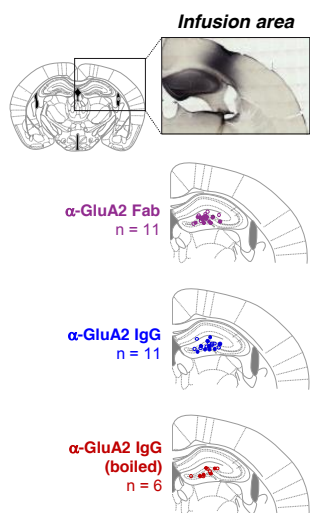 Infusion area
α-GluA2 Fab
n = 11
α-GluA2 IgG
n = 11
α-GluA2 IgG
(boiled)
n = 6